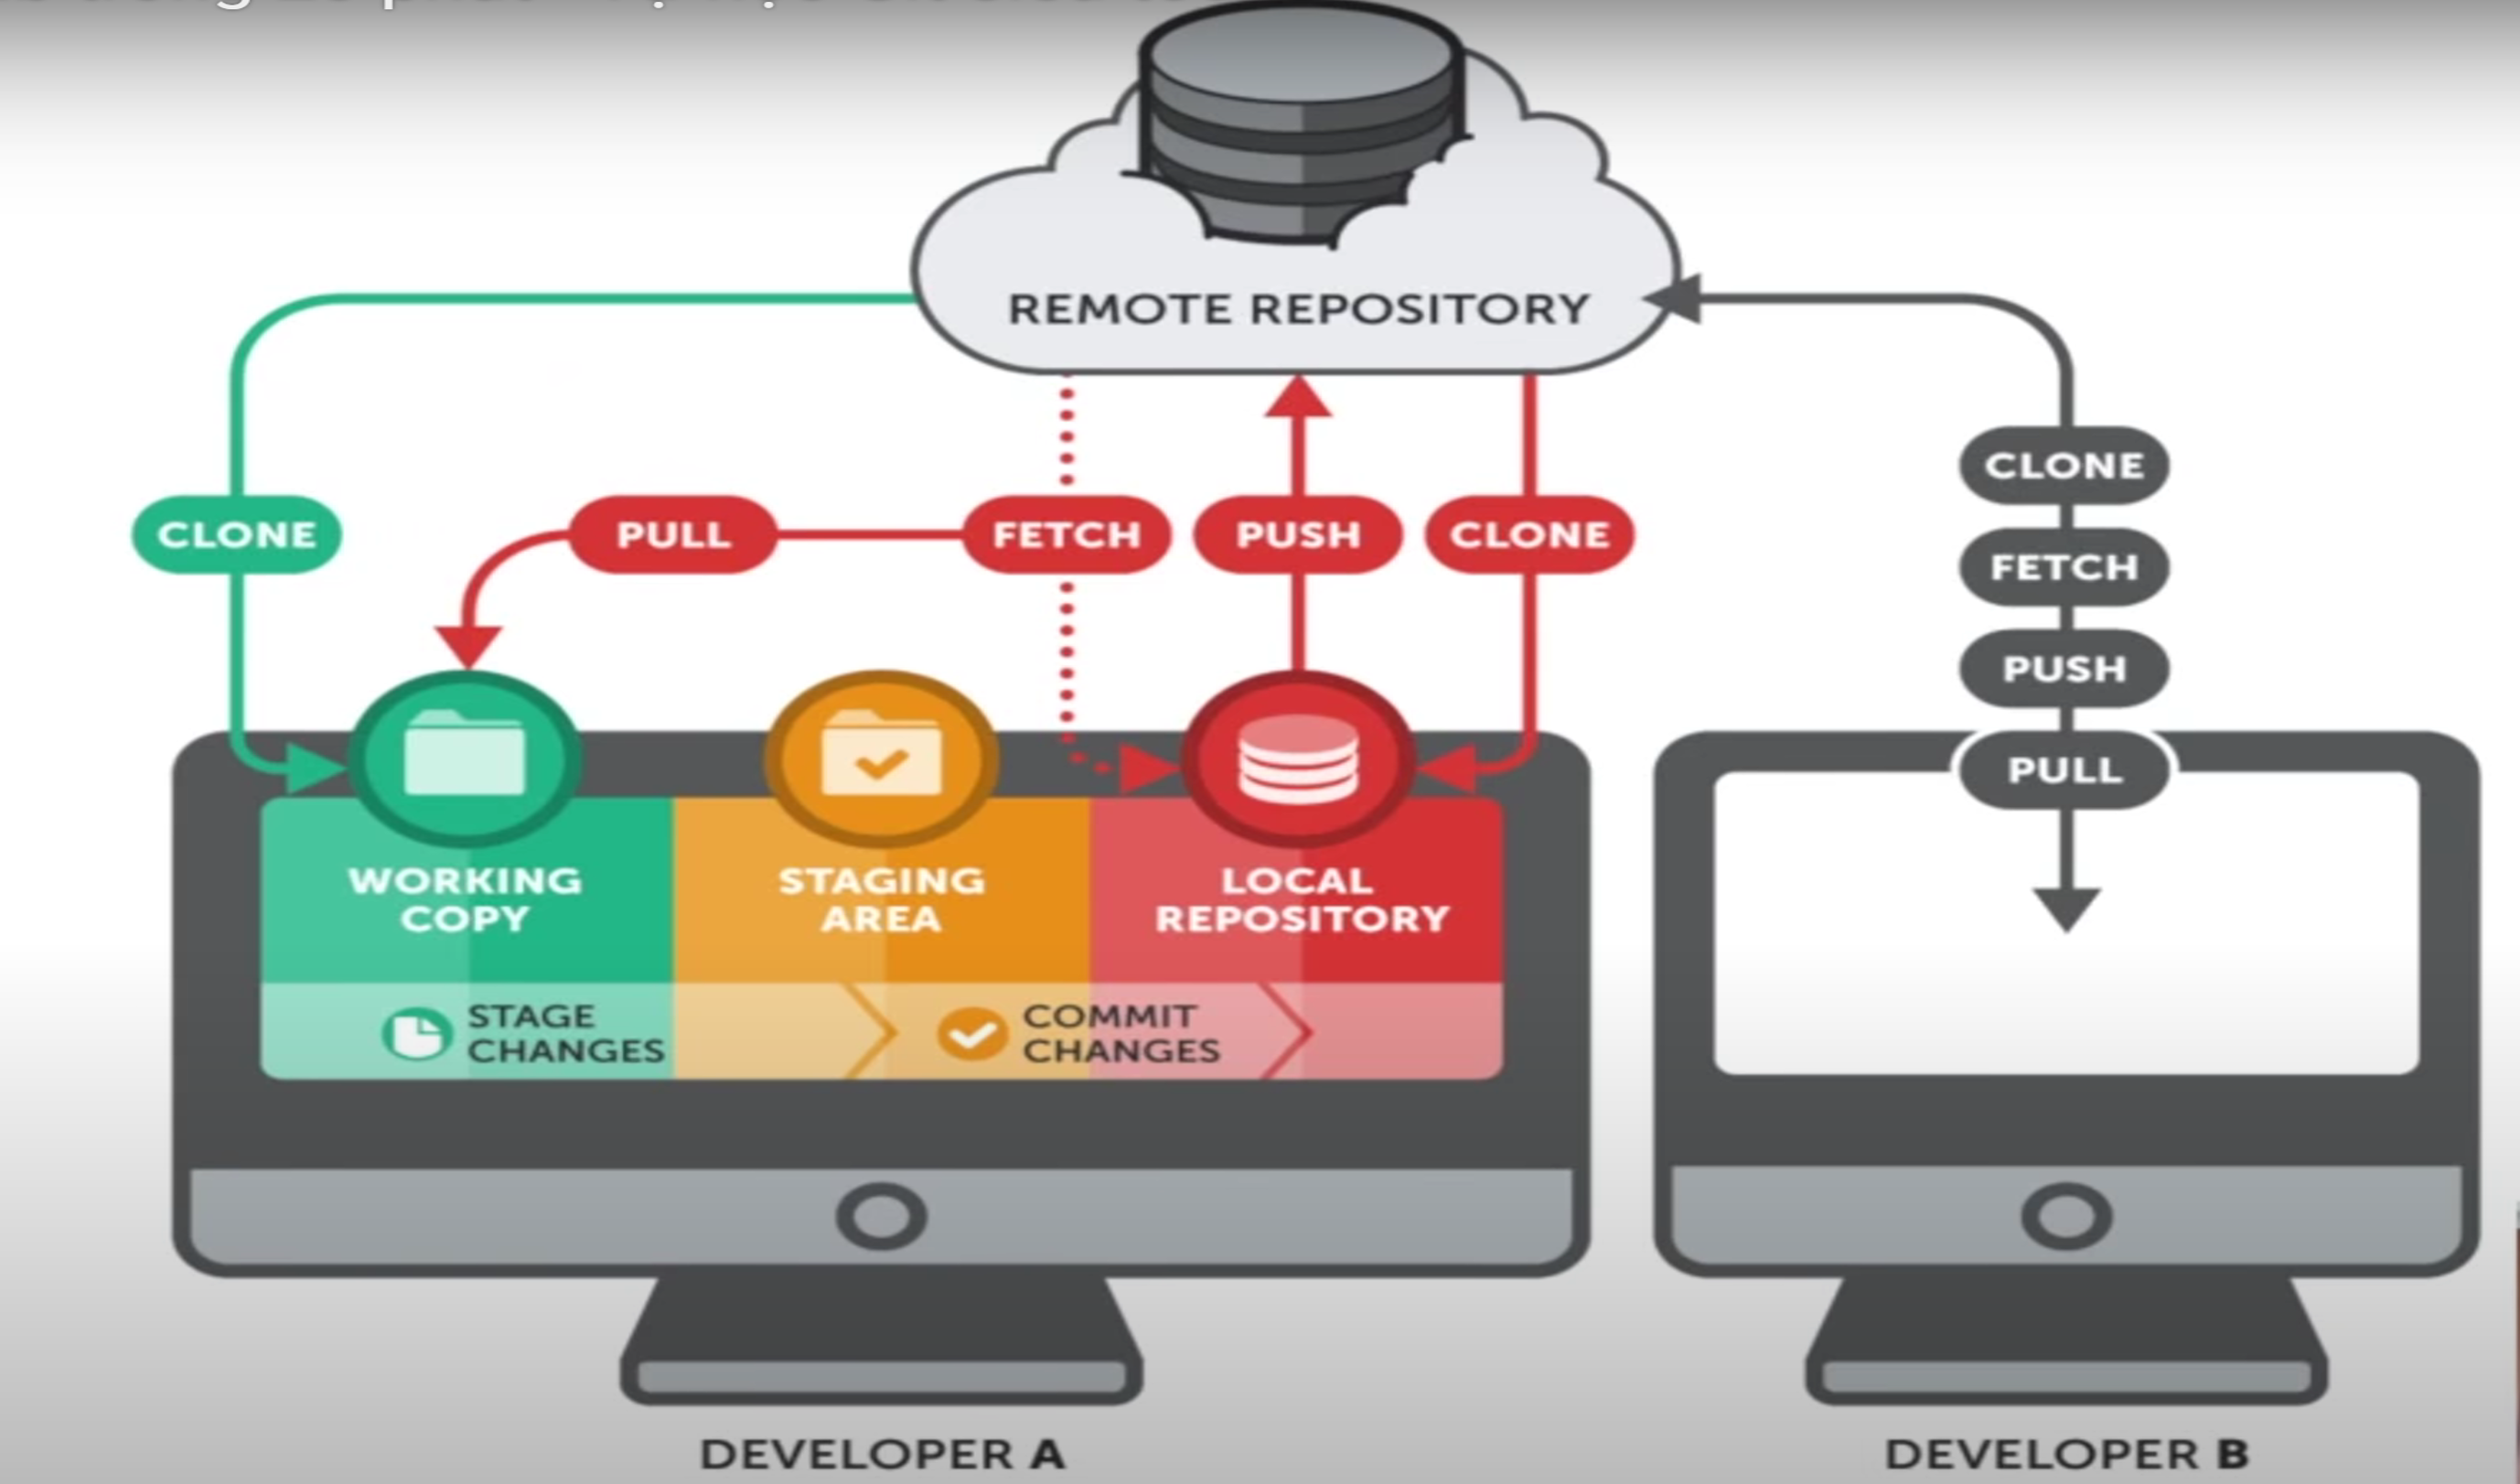 REMOTE REPOSITORY
CLONE
PULL
FETCH
PUSH
CLONE
CLONE
FETCH
PUSH
PULL
WORKING
COPY
STAGING
AREA
LOCAL
REPOSITORY
STAGE
CHANGES
COMMIT
CHANGES
DEVELOPER A
DEVELOPER B